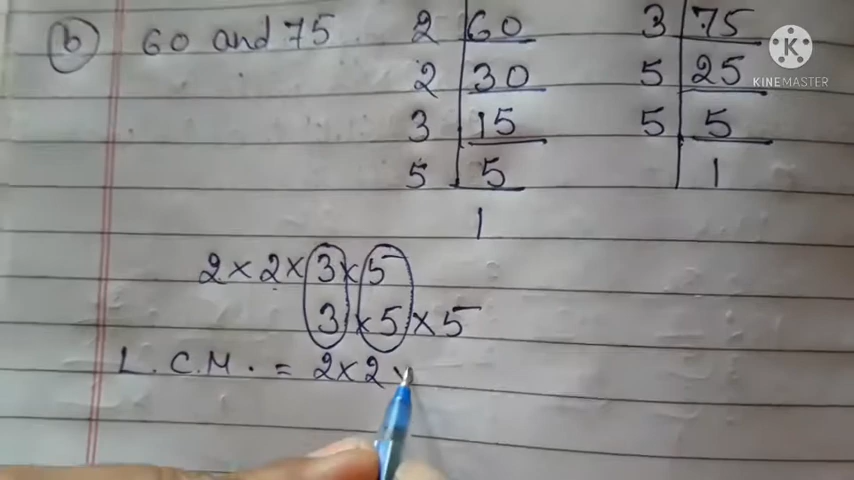 (b) 60 and 75
2 | 60
2 | 30
3 | 15
5 | 5
1
3 | 75
5 | 25
5 | 5
1
K
KINEMASTER
2 × 2 × 3 × 5
3 × 5 × 5
L.C.M. = 2 × 2 ×